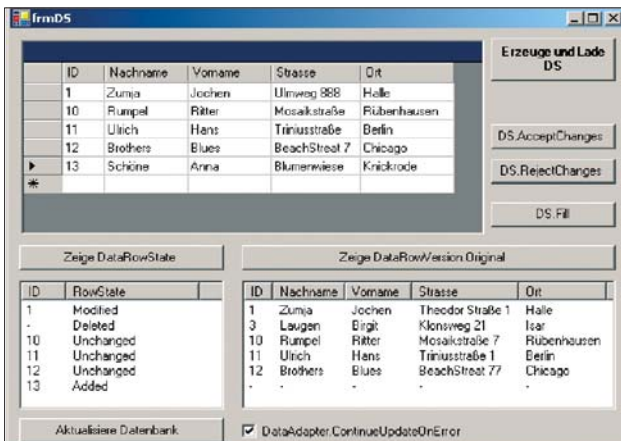 frmDS
Erzeuge und Lade DS
ID Nachname Vorname Strasse Ort
1 Zumja Jochen Ulmweg 888 Halle
10 Rumpel Ritter Mosaikstraße Rübenhausen
11 Ulrich Hans Triniusstraße Berlin
12 Brothers Blues BeachStreat 7 Chicago
13 Schöne Anna Blumenwiese Knickrode
DS.AcceptChanges
DS.RejectChanges
DS.Fill
Zeige DataRowState
Zeige DataRowVersion.Original
ID RowState
1 Modified
- Deleted
10 Unchanged
11 Unchanged
12 Unchanged
13 Added
ID Nachname Vorname Strasse Ort
1 Zumja Jochen Theodor Straße 1 Halle
3 Laugen Birgit Klonsweg 21 Isar
10 Rumpel Ritter Mosaikstraße 7 Rübenhausen
11 Ulrich Hans Triniusstraße 1 Berlin
12 Brothers Blues BeachStreat 77 Chicago
- - - - -
Aktualisiere Datenbank
DataAdapter.ContinueUpdateOnError